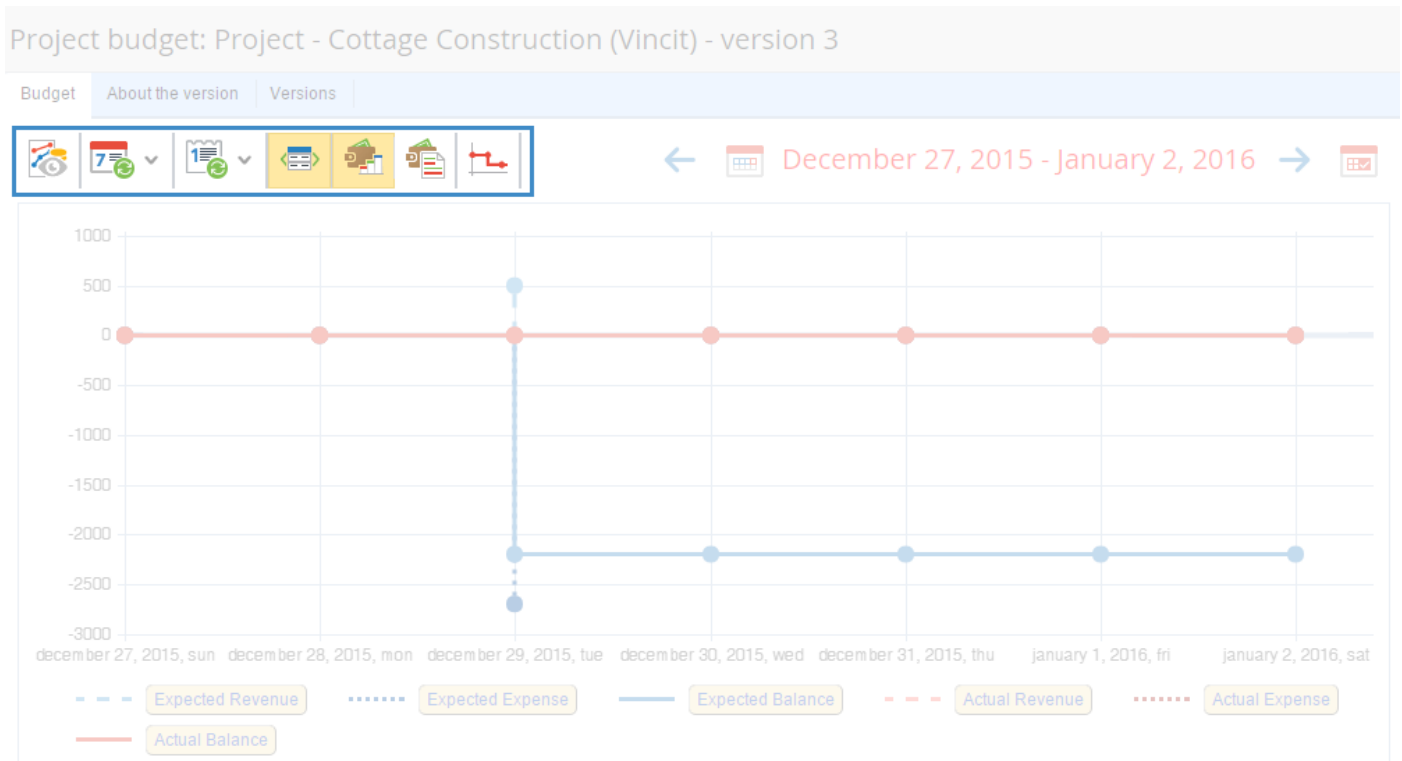 Project budget: Project - Cottage Construction (Vincit) - version 3
Budget About the version Versions
7 1 December 27, 2015 - January 2, 2016
1000
500
0
-500
-1000
-1500
-2000
-2500
-3000
december 27, 2015, sun december 28, 2015, mon december 29, 2015, tue december 30, 2015, wed december 31, 2015, thu january 1, 2016, fri january 2, 2016, sat
Expected Revenue Expected Expense Expected Balance Actual Revenue Actual Expense
Actual Balance